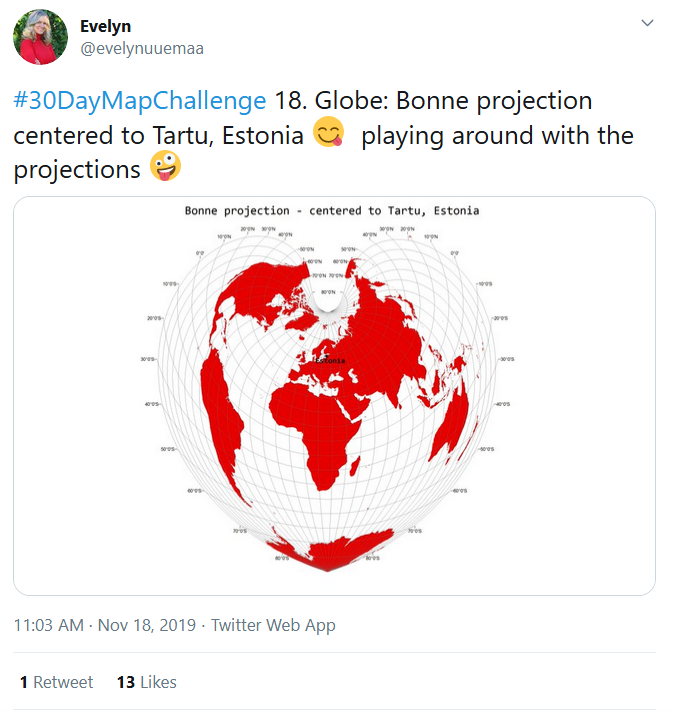 Evelyn
@evelynuuemaa
#30DayMapChallenge 18. Globe: Bonne projection
centered to Tartu, Estonia 😋 playing around with the
projections 🤪
Bonne projection - centered to Tartu, Estonia
20°0'N 30°0'N 30°0'N 20°0'N
10°0'N 40°0'N 40°0'N 10°0'N
0°0' 50°0'N 50°0'N 0°0'
60°0'N 60°0'N
70°0'N 70°0'N
10°0'S 80°0'N 10°0'S
20°0'S 20°0'S
30°0'S Estonia 30°0'S
40°0'S 40°0'S
50°0'S 50°0'S
60°0'S 60°0'S
70°0'S 70°0'S
80°0'S 80°0'S
11:03 AM · Nov 18, 2019 · Twitter Web App
1 Retweet 13 Likes